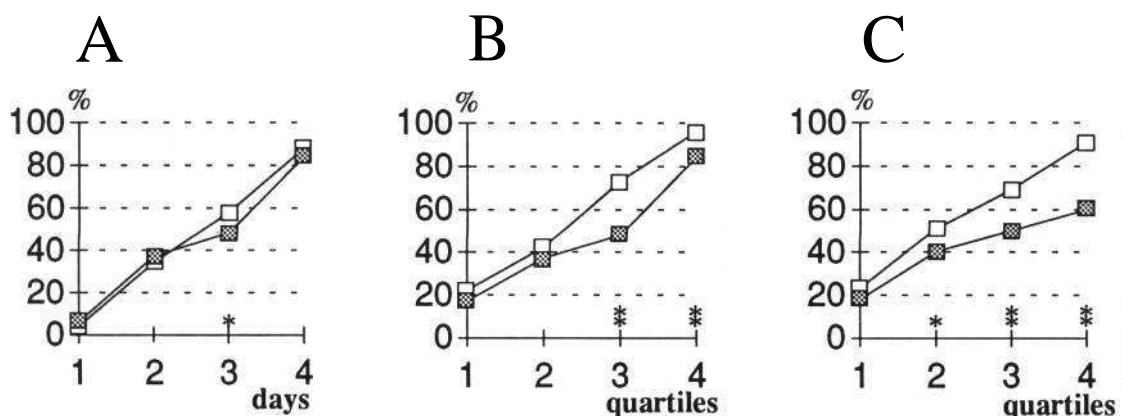 A B C
% % %
100 100 100
80 80 80
60 60 60
40 40 40
20 20 20
* * * * * * * * * *
0 0 0
1 2 3 4 1 2 3 4 1 2 3 4
days quartiles quartiles